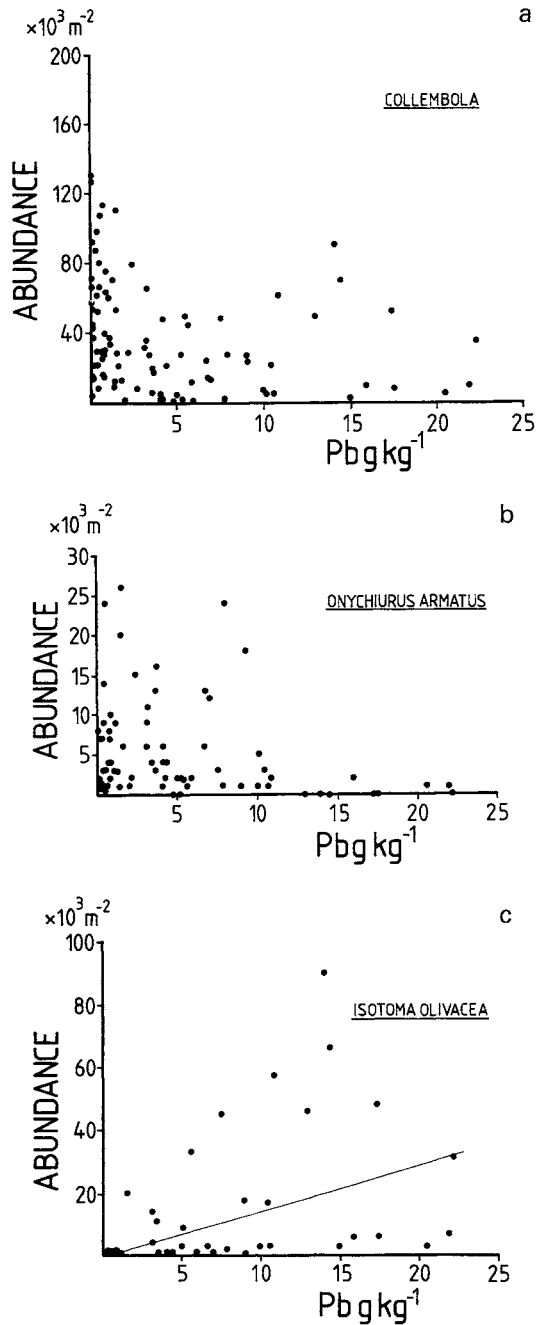 a
×10³ m⁻²
200
160
120
80
40
ABUNDANCE
COLLEMBOLA
5 10 15 20 25
Pb g kg⁻¹
b
×10³ m⁻²
30
25
20
15
10
5
ABUNDANCE
ONYCHIURUS ARMATUS
5 10 15 20 25
Pb g kg⁻¹
c
×10³ m⁻²
100
80
60
40
20
ABUNDANCE
ISOTOMA OLIVACEA
5 10 15 20 25
Pb g kg⁻¹